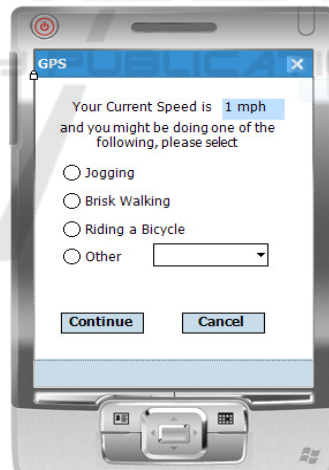 GPS
Your Current Speed is 1 mph
and you might be doing one of the
following, please select
Jogging
Brisk Walking
Riding a Bicycle
Other
Continue Cancel